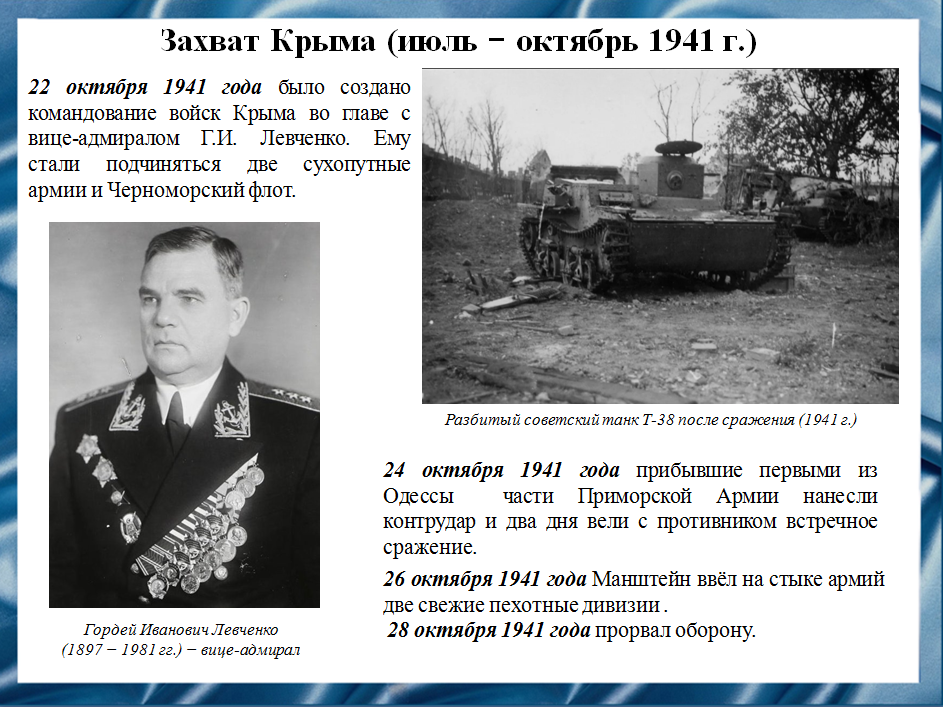 Захват Крыма (июль − октябрь 1941 г.)
22 октября 1941 года было создано
командование войск Крыма во главе с
вице-адмиралом Г.И. Левченко. Ему
стали подчиняться две сухопутные
армии и Черноморский флот.
Разбитый советский танк Т-38 после сражения (1941 г.)
24 октября 1941 года прибывшие первыми из
Одессы части Приморской Армии нанесли
контрудар и два дня вели с противником встречное
сражение.
26 октября 1941 года Манштейн ввёл на стыке армий
две свежие пехотные дивизии .
28 октября 1941 года прорвал оборону.
Гордей Иванович Левченко
(1897 − 1981 гг.) − вице-адмирал